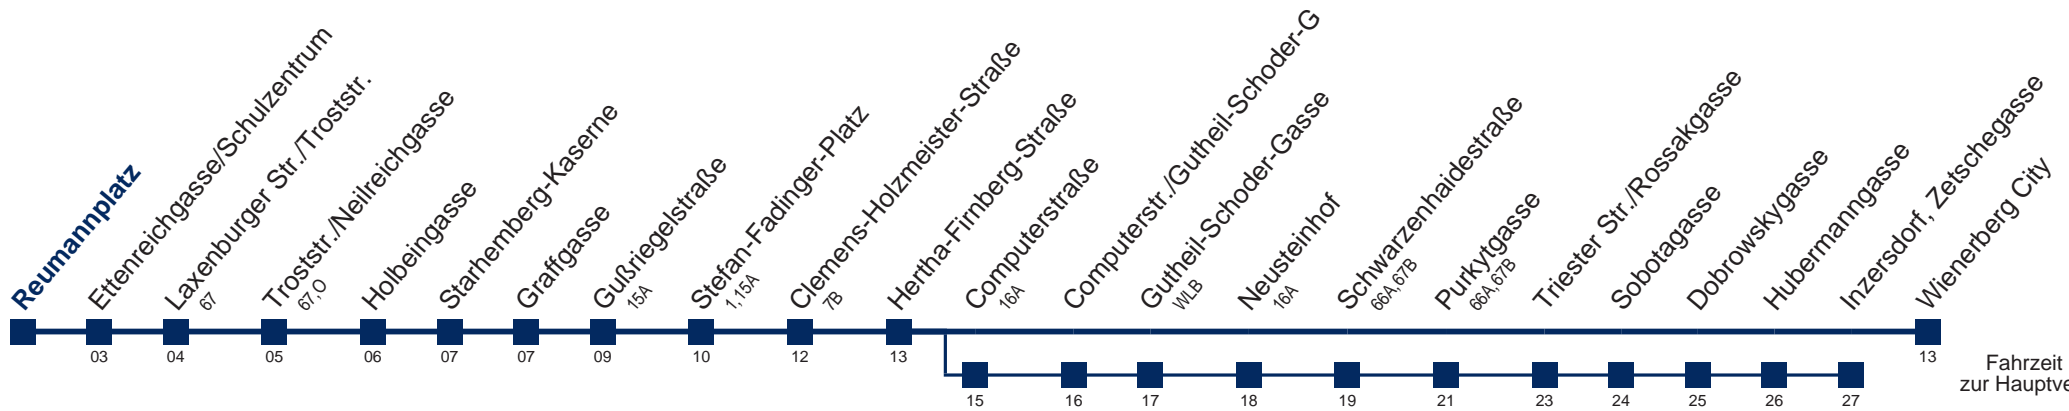 Reumannplatz
Ettenreichgasse/Schulzentrum
03
Laxenburger Str./Troststr.
67
04
Troststr./Neilreichgasse
67,O
05
Holbeingasse
06
Starhemberg-Kaserne
07
Graffgasse
07
Gußriegelstraße
15A
09
Stefan-Fadinger-Platz
1,15A
10
Clemens-Holzmeister-Straße
7B
12
Hertha-Firnberg-Straße
13
Computerstraße
16A
15
Computerstr./Gutheil-Schoder-G
16
Gutheil-Schoder-Gasse
WLB
17
Neusteinhof
16A
18
Schwarzenhaidestraße
66A,67B
19
Purkytgasse
66A,67B
21
Triester Str./Rossakgasse
23
Sobotagasse
24
Dobrowskygasse
25
Hubermanngasse
26
Inzersdorf, Zetschegasse
27
Wienerberg City
13
Fahrzeit
zur Hauptve